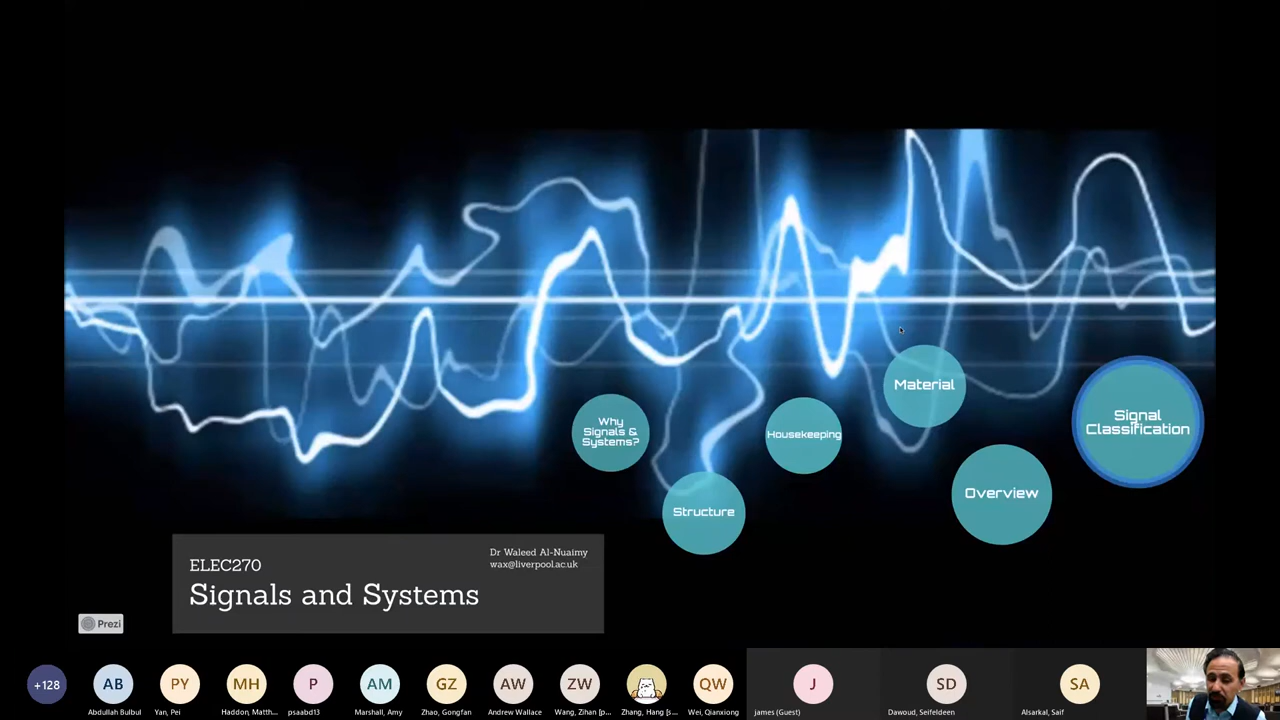 Why
Signals &
Systems?
Structure
Housekeeping
Material
Overview
Signal
Classification
ELEC270
Signals and Systems
Dr Waleed Al-Nuaimy
wax@liverpool.ac.uk
Prezi
+128
AB
Abdullah Bulbul
PY
Yan, Pei
MH
Haddon, Matth...
P
psaabd13
AM
Marshall, Amy
GZ
Zhao, Gongfan
AW
Andrew Wallace
ZW
Wang, Zihan [p...
Zhang, Hang [s...
QW
Wei, Qianxiong
J
james (Guest)
SD
Dawoud, Seifeldeen
SA
Alsarkal, Saif